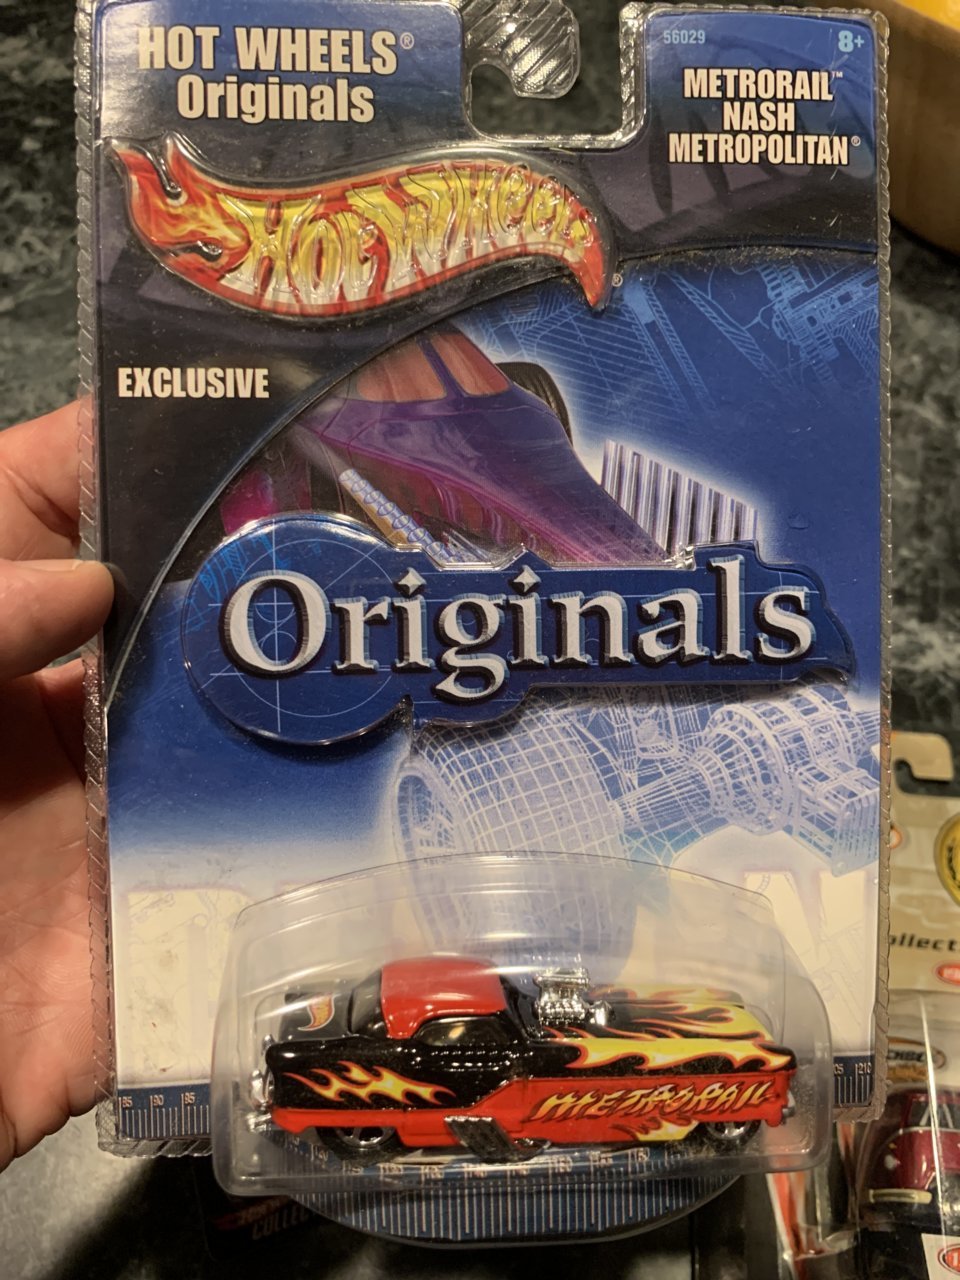 HOT WHEELS®
Originals
56029
8+
METRORAIL™
NASH
METROPOLITAN®
HOT WHEELS
®
EXCLUSIVE
Originals
METRORAIL